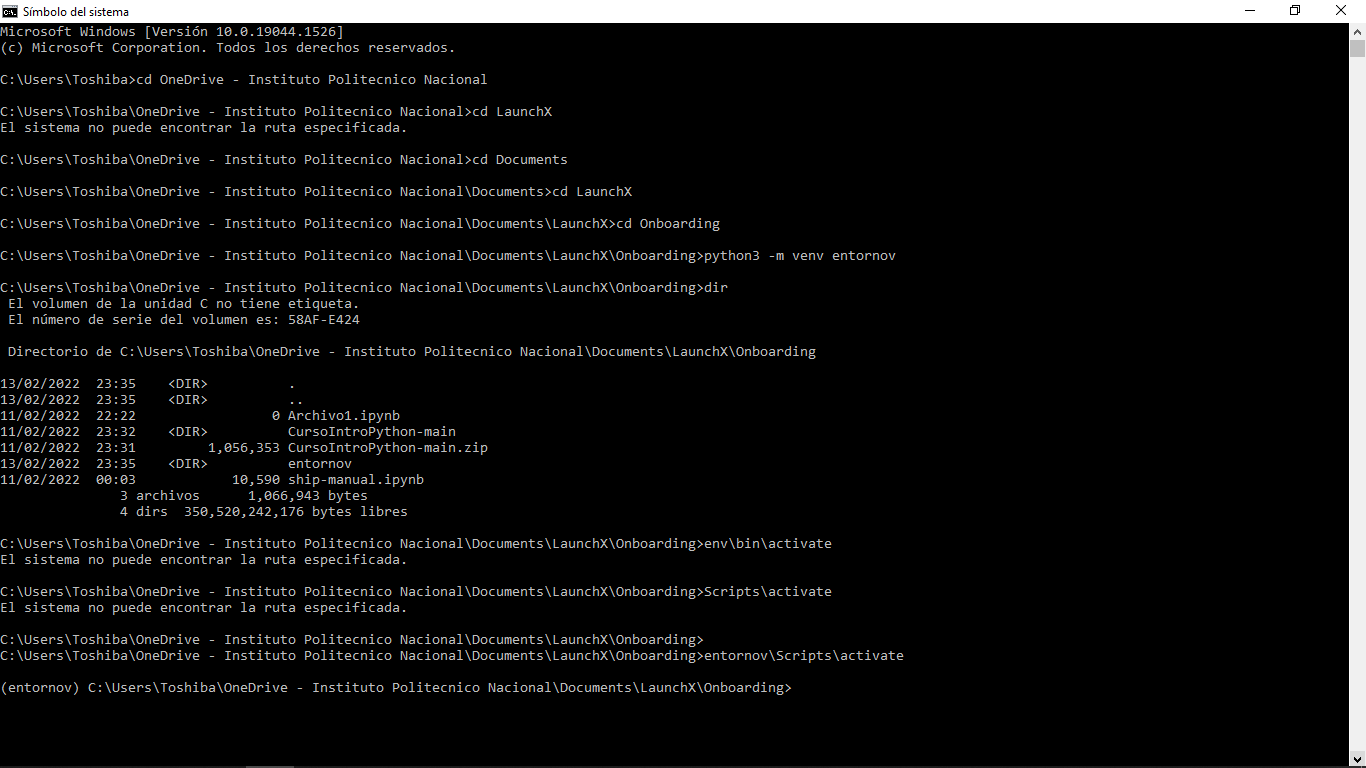 Símbolo del sistema
Microsoft Windows [Versión 10.0.19044.1526]
(c) Microsoft Corporation. Todos los derechos reservados.
C:\Users\Toshiba>cd OneDrive - Instituto Politecnico Nacional
C:\Users\Toshiba\OneDrive - Instituto Politecnico Nacional>cd LaunchX
El sistema no puede encontrar la ruta especificada.
C:\Users\Toshiba\OneDrive - Instituto Politecnico Nacional>cd Documents
C:\Users\Toshiba\OneDrive - Instituto Politecnico Nacional\Documents>cd LaunchX
C:\Users\Toshiba\OneDrive - Instituto Politecnico Nacional\Documents\LaunchX>cd Onboarding
C:\Users\Toshiba\OneDrive - Instituto Politecnico Nacional\Documents\LaunchX\Onboarding>python3 -m venv entornov
C:\Users\Toshiba\OneDrive - Instituto Politecnico Nacional\Documents\LaunchX\Onboarding>dir
 El volumen de la unidad C no tiene etiqueta.
 El número de serie del volumen es: 58AF-E424
 Directorio de C:\Users\Toshiba\OneDrive - Instituto Politecnico Nacional\Documents\LaunchX\Onboarding
13/02/2022  23:35    <DIR>          .
13/02/2022  23:35    <DIR>          ..
11/02/2022  22:22                 0 Archivo1.ipynb
11/02/2022  23:32    <DIR>          CursoIntroPython-main
11/02/2022  23:31         1,056,353 CursoIntroPython-main.zip
13/02/2022  23:35    <DIR>          entornov
11/02/2022  00:03            10,590 ship-manual.ipynb
               3 archivos      1,066,943 bytes
               4 dirs  350,520,242,176 bytes libres
C:\Users\Toshiba\OneDrive - Instituto Politecnico Nacional\Documents\LaunchX\Onboarding>env\bin\activate
El sistema no puede encontrar la ruta especificada.
C:\Users\Toshiba\OneDrive - Instituto Politecnico Nacional\Documents\LaunchX\Onboarding>Scripts\activate
El sistema no puede encontrar la ruta especificada.
C:\Users\Toshiba\OneDrive - Instituto Politecnico Nacional\Documents\LaunchX\Onboarding>
C:\Users\Toshiba\OneDrive - Instituto Politecnico Nacional\Documents\LaunchX\Onboarding>entornov\Scripts\activate
(entornov) C:\Users\Toshiba\OneDrive - Instituto Politecnico Nacional\Documents\LaunchX\Onboarding>